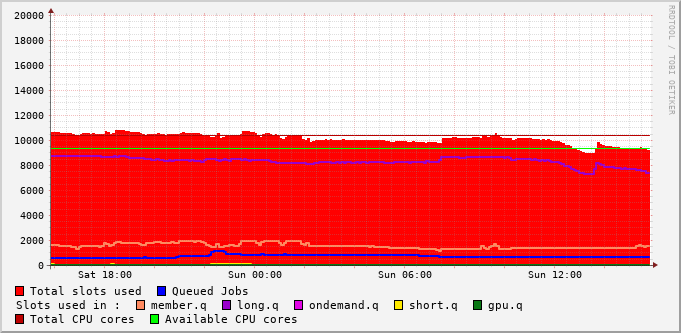 RRDTOOL / TOBI OETIKER
20000
18000
16000
14000
12000
10000
8000
6000
4000
2000
0
Sat 18:00 Sun 00:00 Sun 06:00 Sun 12:00
Total slots used Queued Jobs
Slots used in : member.q long.q ondemand.q short.q gpu.q
Total CPU cores Available CPU cores